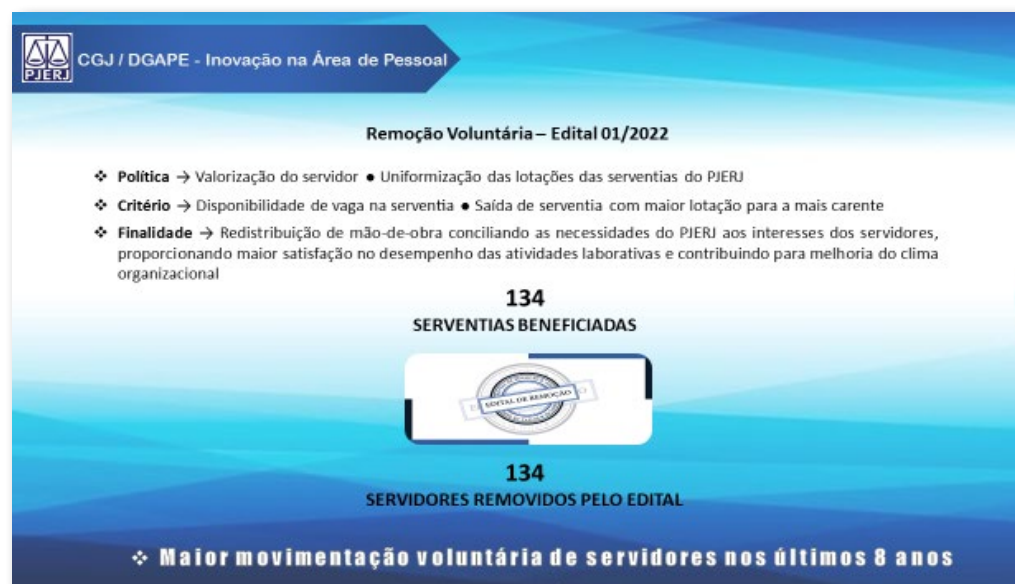 PJERJ
CGJ / DGAPE - Inovação na Área de Pessoal
Remoção Voluntária – Edital 01/2022
❖ Política → Valorização do servidor ● Uniformização das lotações das serventias do PJERJ
❖ Critério → Disponibilidade de vaga na serventia ● Saída de serventia com maior lotação para a mais carente
❖ Finalidade → Redistribuição de mão-de-obra conciliando as necessidades do PJERJ aos interesses dos servidores,
proporcionando maior satisfação no desempenho das atividades laborativas e contribuindo para melhoria do clima
organizacional
134
SERVENTIAS BENEFICIADAS
EDITAL DE REMOÇÃO
134
SERVIDORES REMOVIDOS PELO EDITAL
❖ Maior movimentação voluntária de servidores nos últimos 8 anos